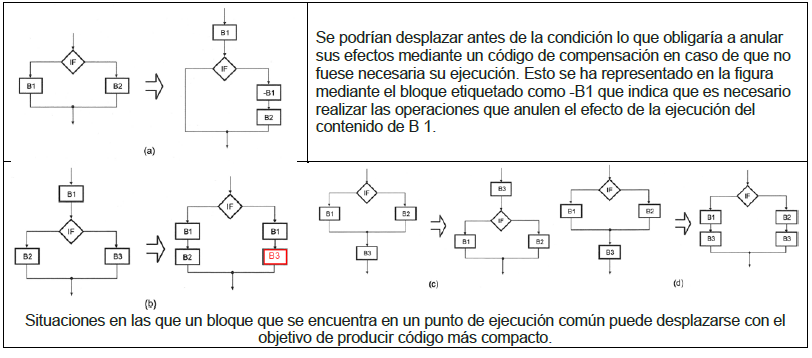 IF
B1
B2
B1
IF
-B1
B2
(a)
Se podrían desplazar antes de la condición lo que obligaría a anular
sus efectos mediante un código de compensación en caso de que no
fuese necesaria su ejecución. Esto se ha representado en la figura
mediante el bloque etiquetado como -B1 que indica que es necesario
realizar las operaciones que anulen el efecto de la ejecución del
contenido de B 1.
B1
IF
B2
B3
IF
B1
B1
B2
B3
(b)
IF
B1
B2
B3
B3
IF
B1
B2
(c)
IF
B1
B2
B3
IF
B1
B2
B3
B3
(d)
Situaciones en las que un bloque que se encuentra en un punto de ejecución común puede desplazarse con el
objetivo de producir código más compacto.